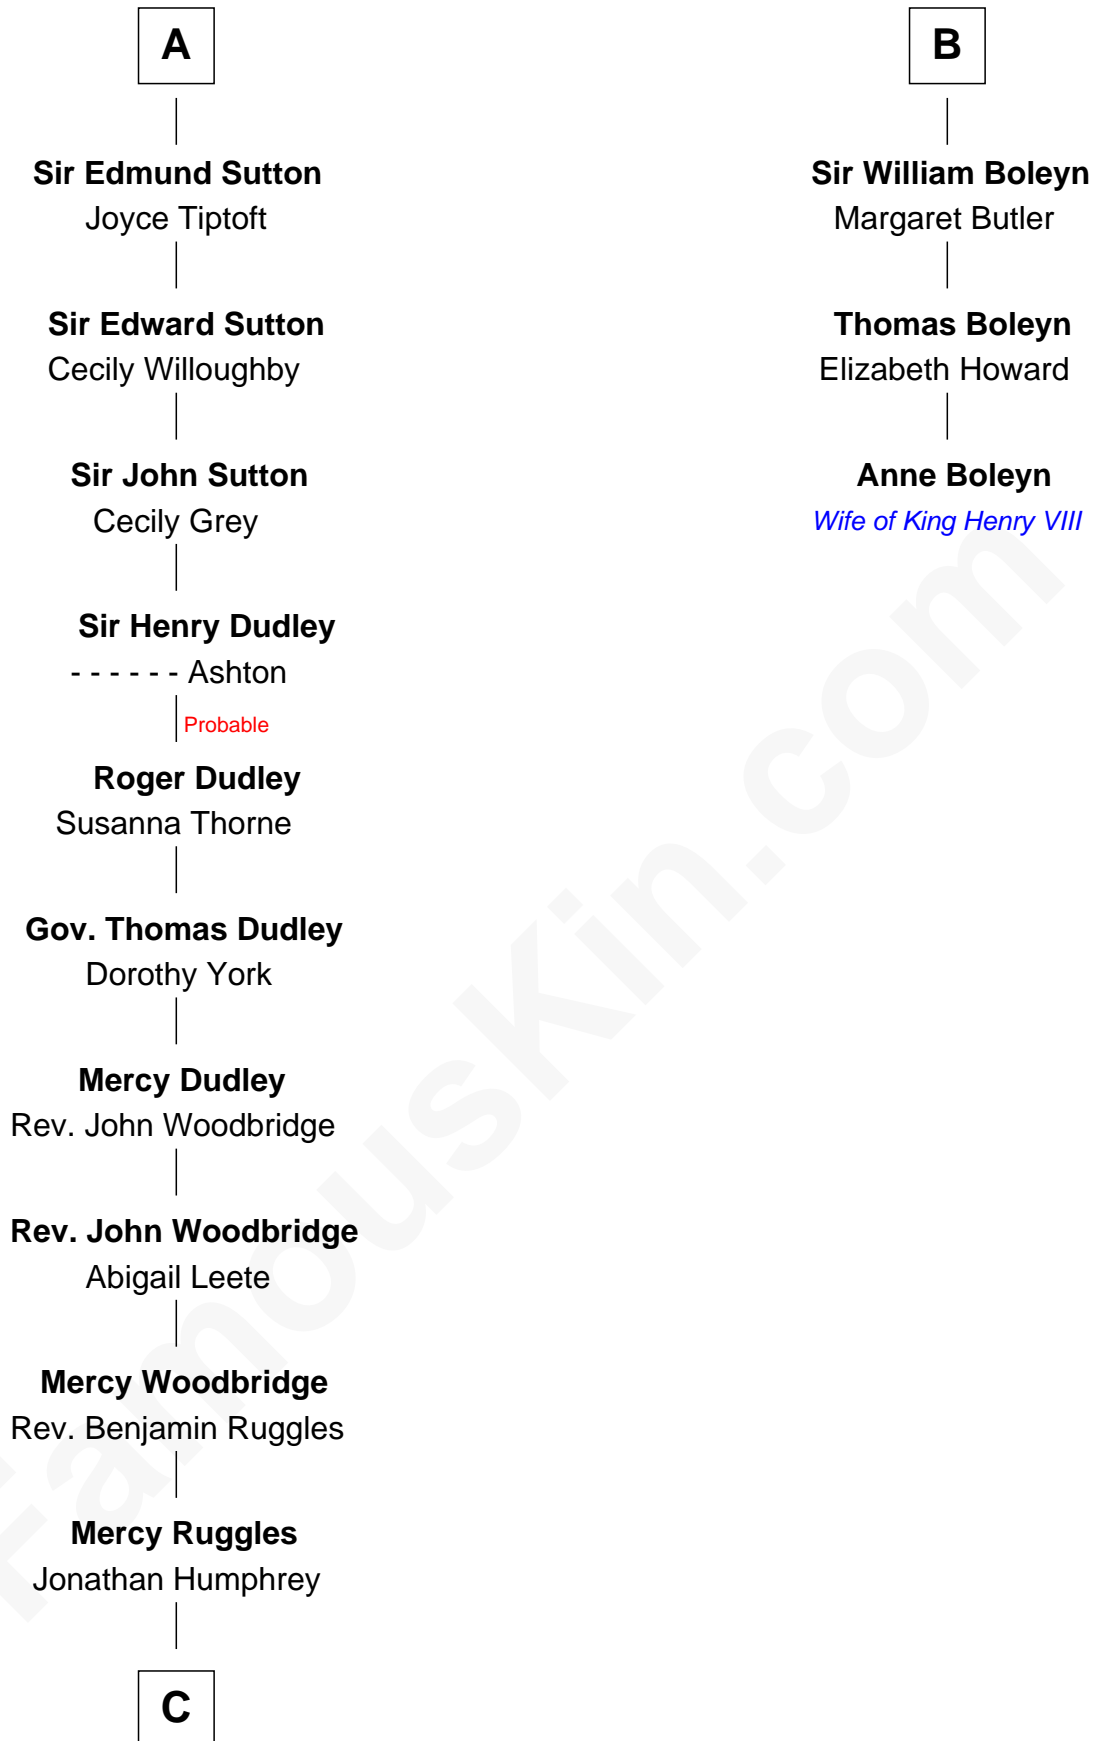 A
Sir Edmund Sutton
Joyce Tiptoft
Sir Edward Sutton
Cecily Willoughby
Sir John Sutton
Cecily Grey
Sir Henry Dudley
- - - - - - Ashton
Probable
Roger Dudley
Susanna Thorne
Gov. Thomas Dudley
Dorothy York
Mercy Dudley
Rev. John Woodbridge
Rev. John Woodbridge
Abigail Leete
Mercy Woodbridge
Rev. Benjamin Ruggles
Mercy Ruggles
Jonathan Humphrey
C
B
Sir William Boleyn
Margaret Butler
Thomas Boleyn
Elizabeth Howard
Anne Boleyn
Wife of King Henry VIII
FamousKin.com